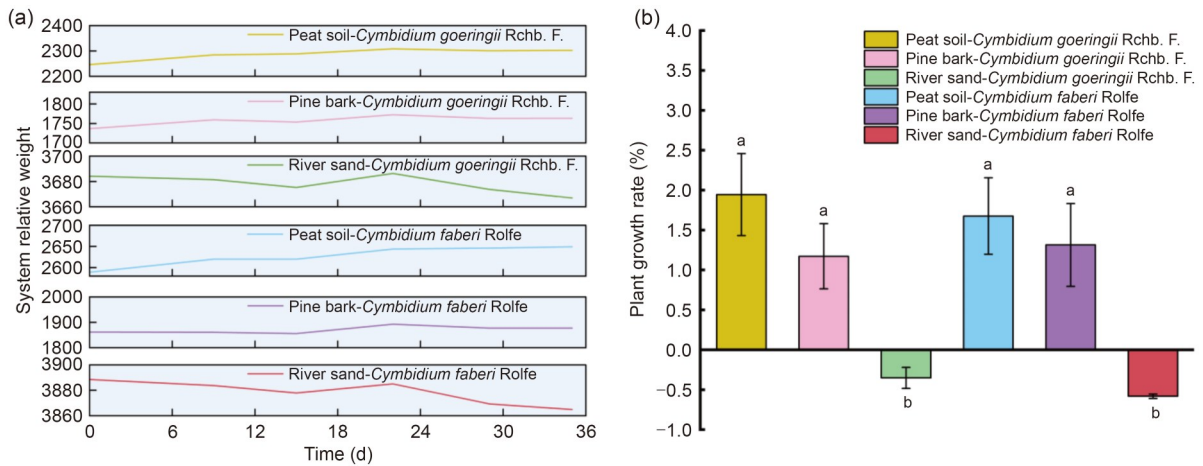 (a)
System relative weight
2400
2300
2200
Peat soil-Cymbidium goeringii Rchb. F.
1800
1750
1700
Pine bark-Cymbidium goeringii Rchb. F.
3700
3680
3660
River sand-Cymbidium goeringii Rchb. F.
2700
2650
2600
Peat soil-Cymbidium faberi Rolfe
2000
1900
1800
Pine bark-Cymbidium faberi Rolfe
3900
3880
3860
River sand-Cymbidium faberi Rolfe
0 6 12 18 24 30 36
Time (d)
(b)
Plant growth rate (%)
4.0
3.5
3.0
2.5
2.0
1.5
1.0
0.5
0.0
−0.5
−1.0
Peat soil-Cymbidium goeringii Rchb. F.
Pine bark-Cymbidium goeringii Rchb. F.
River sand-Cymbidium goeringii Rchb. F.
Peat soil-Cymbidium faberi Rolfe
Pine bark-Cymbidium faberi Rolfe
River sand-Cymbidium faberi Rolfe
a
a
b
a
a
b